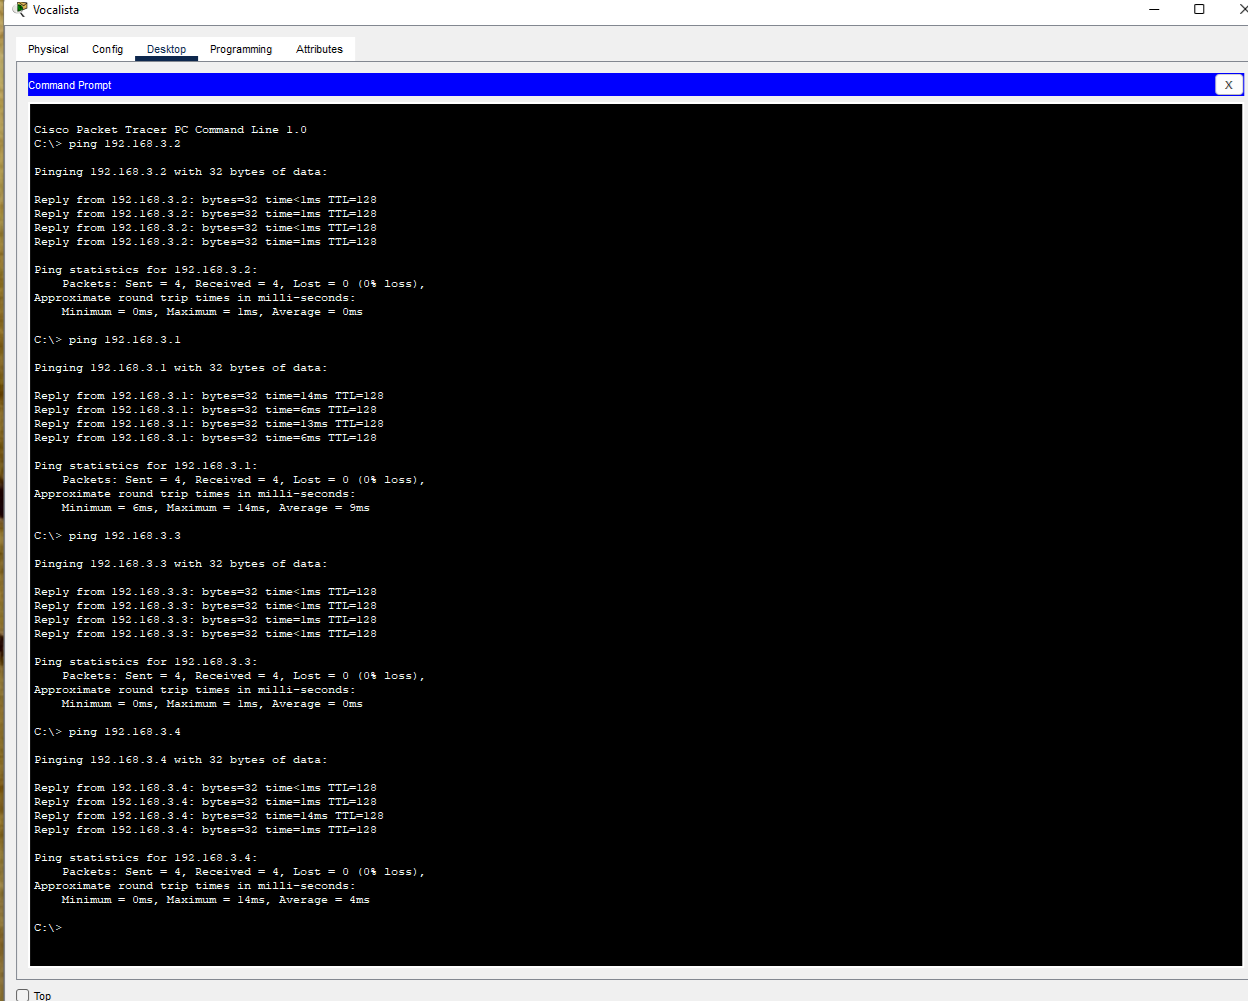 Vocalista
Physical Config Desktop Programming Attributes
Command Prompt
X
Cisco Packet Tracer PC Command Line 1.0
C:\> ping 192.168.3.2
Pinging 192.168.3.2 with 32 bytes of data:
Reply from 192.168.3.2: bytes=32 time<1ms TTL=128
Reply from 192.168.3.2: bytes=32 time=1ms TTL=128
Reply from 192.168.3.2: bytes=32 time<1ms TTL=128
Reply from 192.168.3.2: bytes=32 time=1ms TTL=128
Ping statistics for 192.168.3.2:
Packets: Sent = 4, Received = 4, Lost = 0 (0% loss),
Approximate round trip times in milli-seconds:
Minimum = 0ms, Maximum = 1ms, Average = 0ms
C:\> ping 192.168.3.1
Pinging 192.168.3.1 with 32 bytes of data:
Reply from 192.168.3.1: bytes=32 time=14ms TTL=128
Reply from 192.168.3.1: bytes=32 time=6ms TTL=128
Reply from 192.168.3.1: bytes=32 time=13ms TTL=128
Reply from 192.168.3.1: bytes=32 time=6ms TTL=128
Ping statistics for 192.168.3.1:
Packets: Sent = 4, Received = 4, Lost = 0 (0% loss),
Approximate round trip times in milli-seconds:
Minimum = 6ms, Maximum = 14ms, Average = 9ms
C:\> ping 192.168.3.3
Pinging 192.168.3.3 with 32 bytes of data:
Reply from 192.168.3.3: bytes=32 time<1ms TTL=128
Reply from 192.168.3.3: bytes=32 time<1ms TTL=128
Reply from 192.168.3.3: bytes=32 time=1ms TTL=128
Reply from 192.168.3.3: bytes=32 time<1ms TTL=128
Ping statistics for 192.168.3.3:
Packets: Sent = 4, Received = 4, Lost = 0 (0% loss),
Approximate round trip times in milli-seconds:
Minimum = 0ms, Maximum = 1ms, Average = 0ms
C:\> ping 192.168.3.4
Pinging 192.168.3.4 with 32 bytes of data:
Reply from 192.168.3.4: bytes=32 time<1ms TTL=128
Reply from 192.168.3.4: bytes=32 time=1ms TTL=128
Reply from 192.168.3.4: bytes=32 time=14ms TTL=128
Reply from 192.168.3.4: bytes=32 time=1ms TTL=128
Ping statistics for 192.168.3.4:
Packets: Sent = 4, Received = 4, Lost = 0 (0% loss),
Approximate round trip times in milli-seconds:
Minimum = 0ms, Maximum = 14ms, Average = 4ms
C:\>
Top